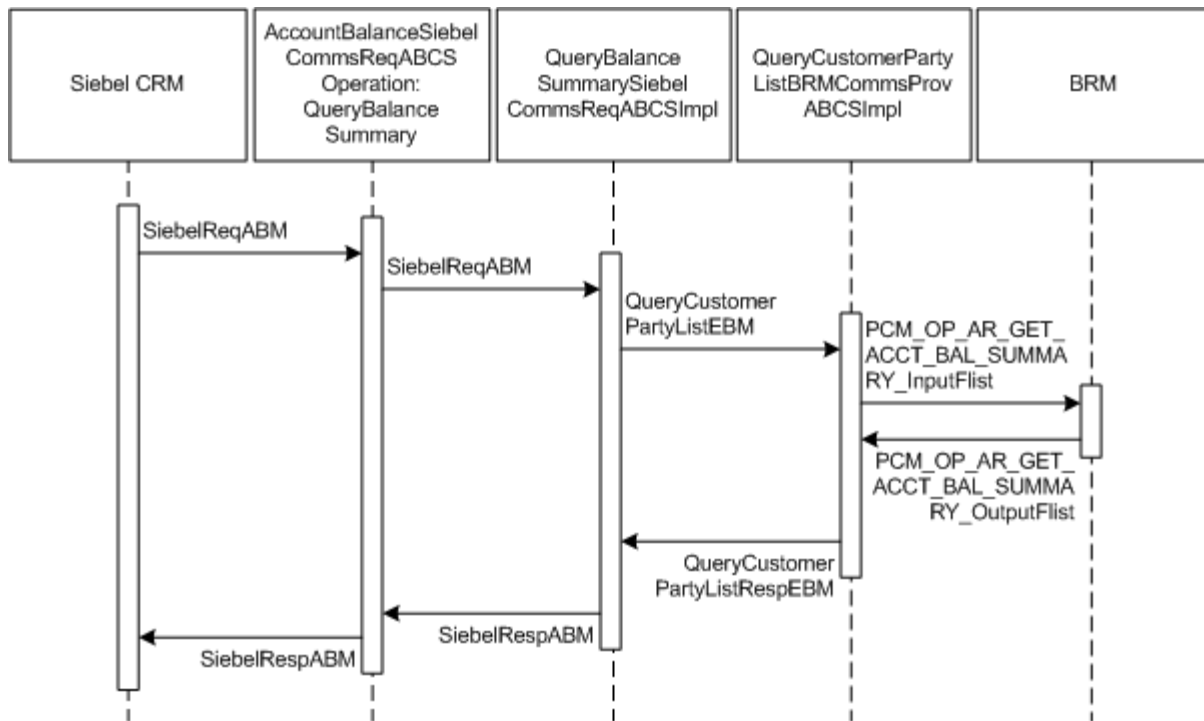 Siebel CRM
AccountBalanceSiebel
CommsReqABCS
Operation:
QueryBalance
Summary
QueryBalance
SummarySiebel
CommsReqABCSImpl
QueryCustomerParty
ListBRMCommsProv
ABCSImpl
BRM
SiebelReqABM
SiebelReqABM
QueryCustomer
PartyListEBM
PCM_OP_AR_GET_
ACCT_BAL_SUMMA
RY_InputFlist
PCM_OP_AR_GET_
ACCT_BAL_SUMMA
RY_OutputFlist
QueryCustomer
PartyListRespEBM
SiebelRespABM
SiebelRespABM